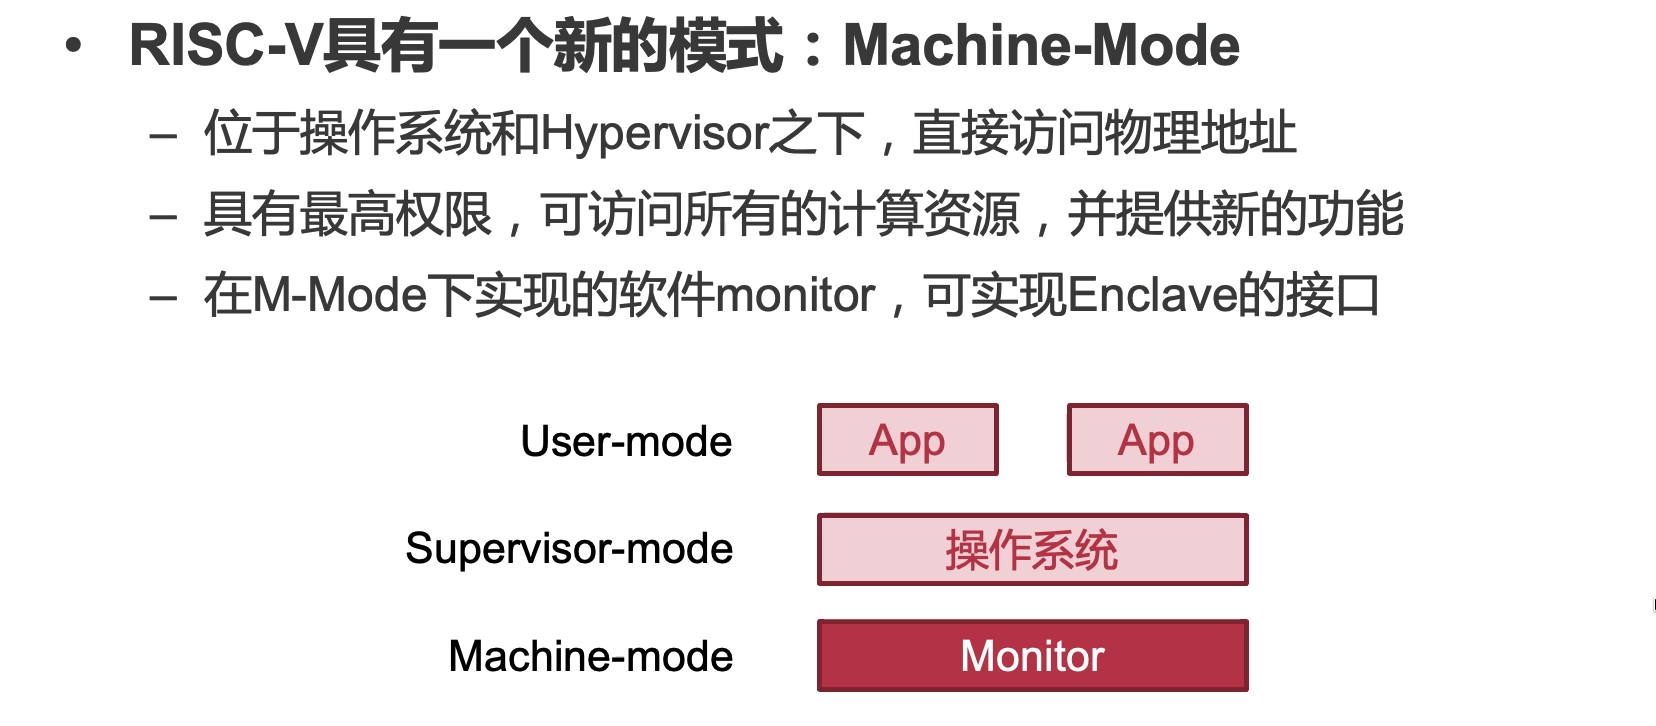 • RISC-V具有一个新的模式：Machine-Mode
– 位于操作系统和Hypervisor之下，直接访问物理地址
– 具有最高权限，可访问所有的计算资源，并提供新的功能
– 在M-Mode下实现的软件monitor，可实现Enclave的接口
User-mode App App
Supervisor-mode 操作系统
Machine-mode Monitor